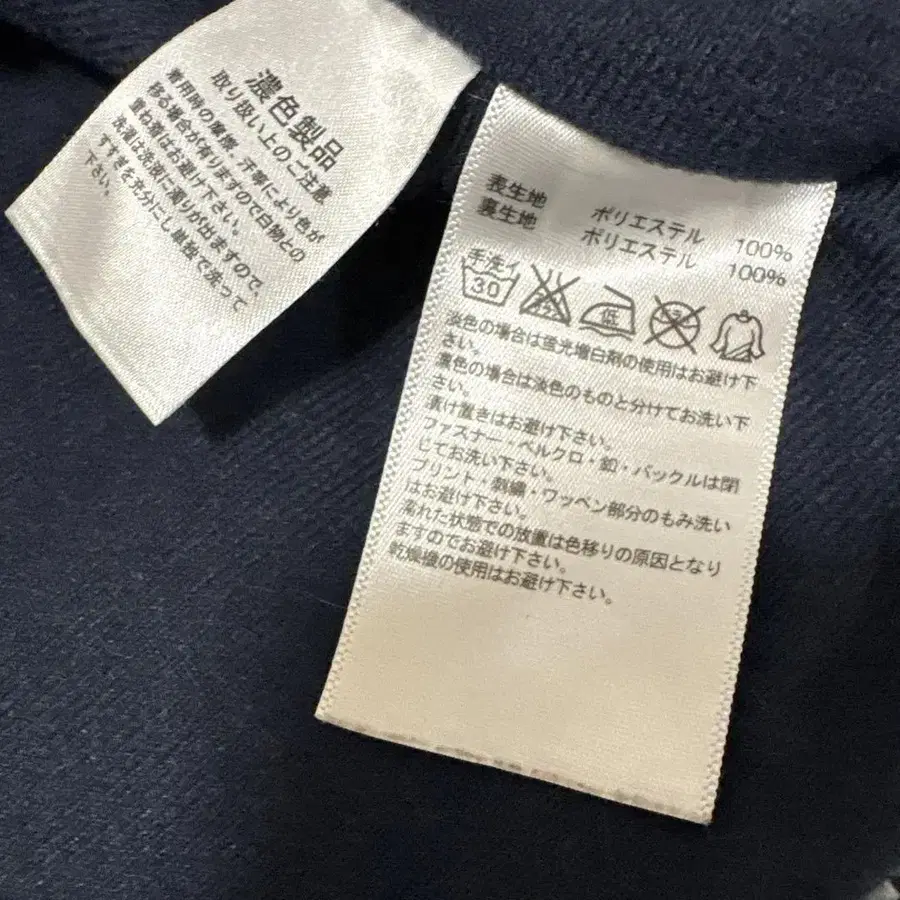 濃色製品
取り扱い上のご注意
着用時の摩擦、汗等により色が
移る場合が有りますので白物との
重ね着はお避け下さい。
洗濯は洗液に濁りが出ますので、
すすぎを充分にし単独で洗って
下さい。
表生地 ポリエステル 100%
裏生地 ポリエステル 100%
手洗イ
30
低
淡色の場合は蛍光増白剤の使用はお避け下
さい。
濃色の場合は淡色のものと分けてお洗い下
さい。
漬け置きはお避け下さい。
ファスナー・ベルクロ・釦・バックルは閉
じてお洗い下さい。
プリント・刺繍・ワッペン部分のもみ洗い
はお避け下さい。
濡れた状態での放置は色移りの原因となり
ますのでお避け下さい。
乾燥機の使用はお避け下さい。